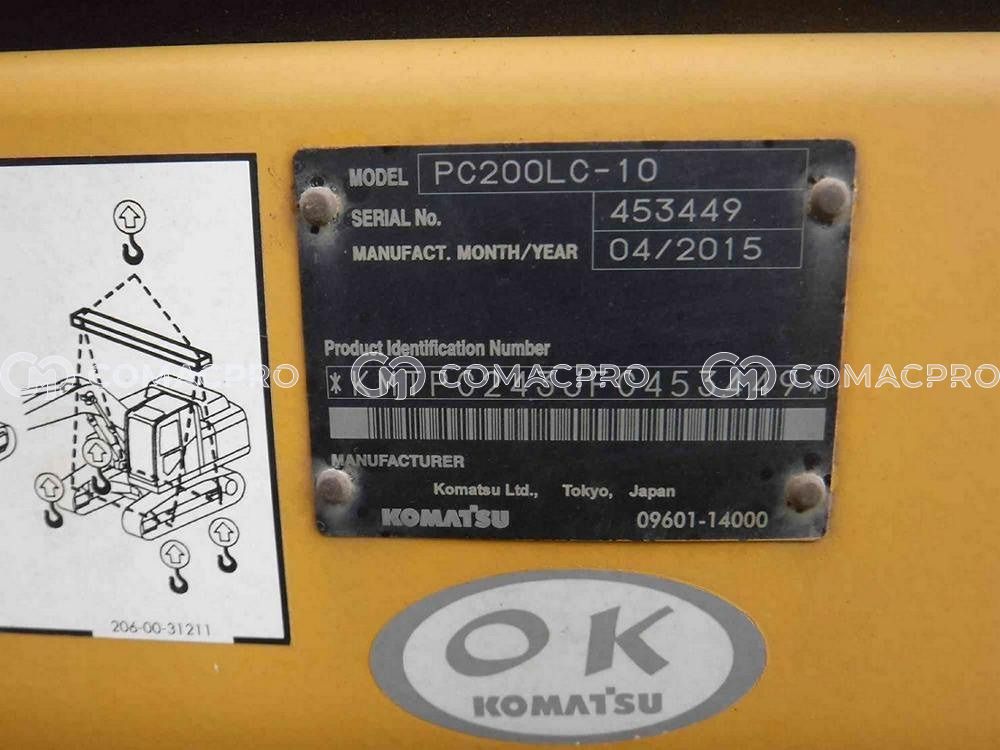 MODEL PC200LC-10
SERIAL No. 453449
MANUFACT. MONTH/YEAR 04/2015
Product Identification Number
COMACPRO COMACPRO COMACPRO
MANUFACTURER
Komatsu Ltd., Tokyo, Japan
KOMATSU 09601-14000
206-00-31211
OK
KOMATSU